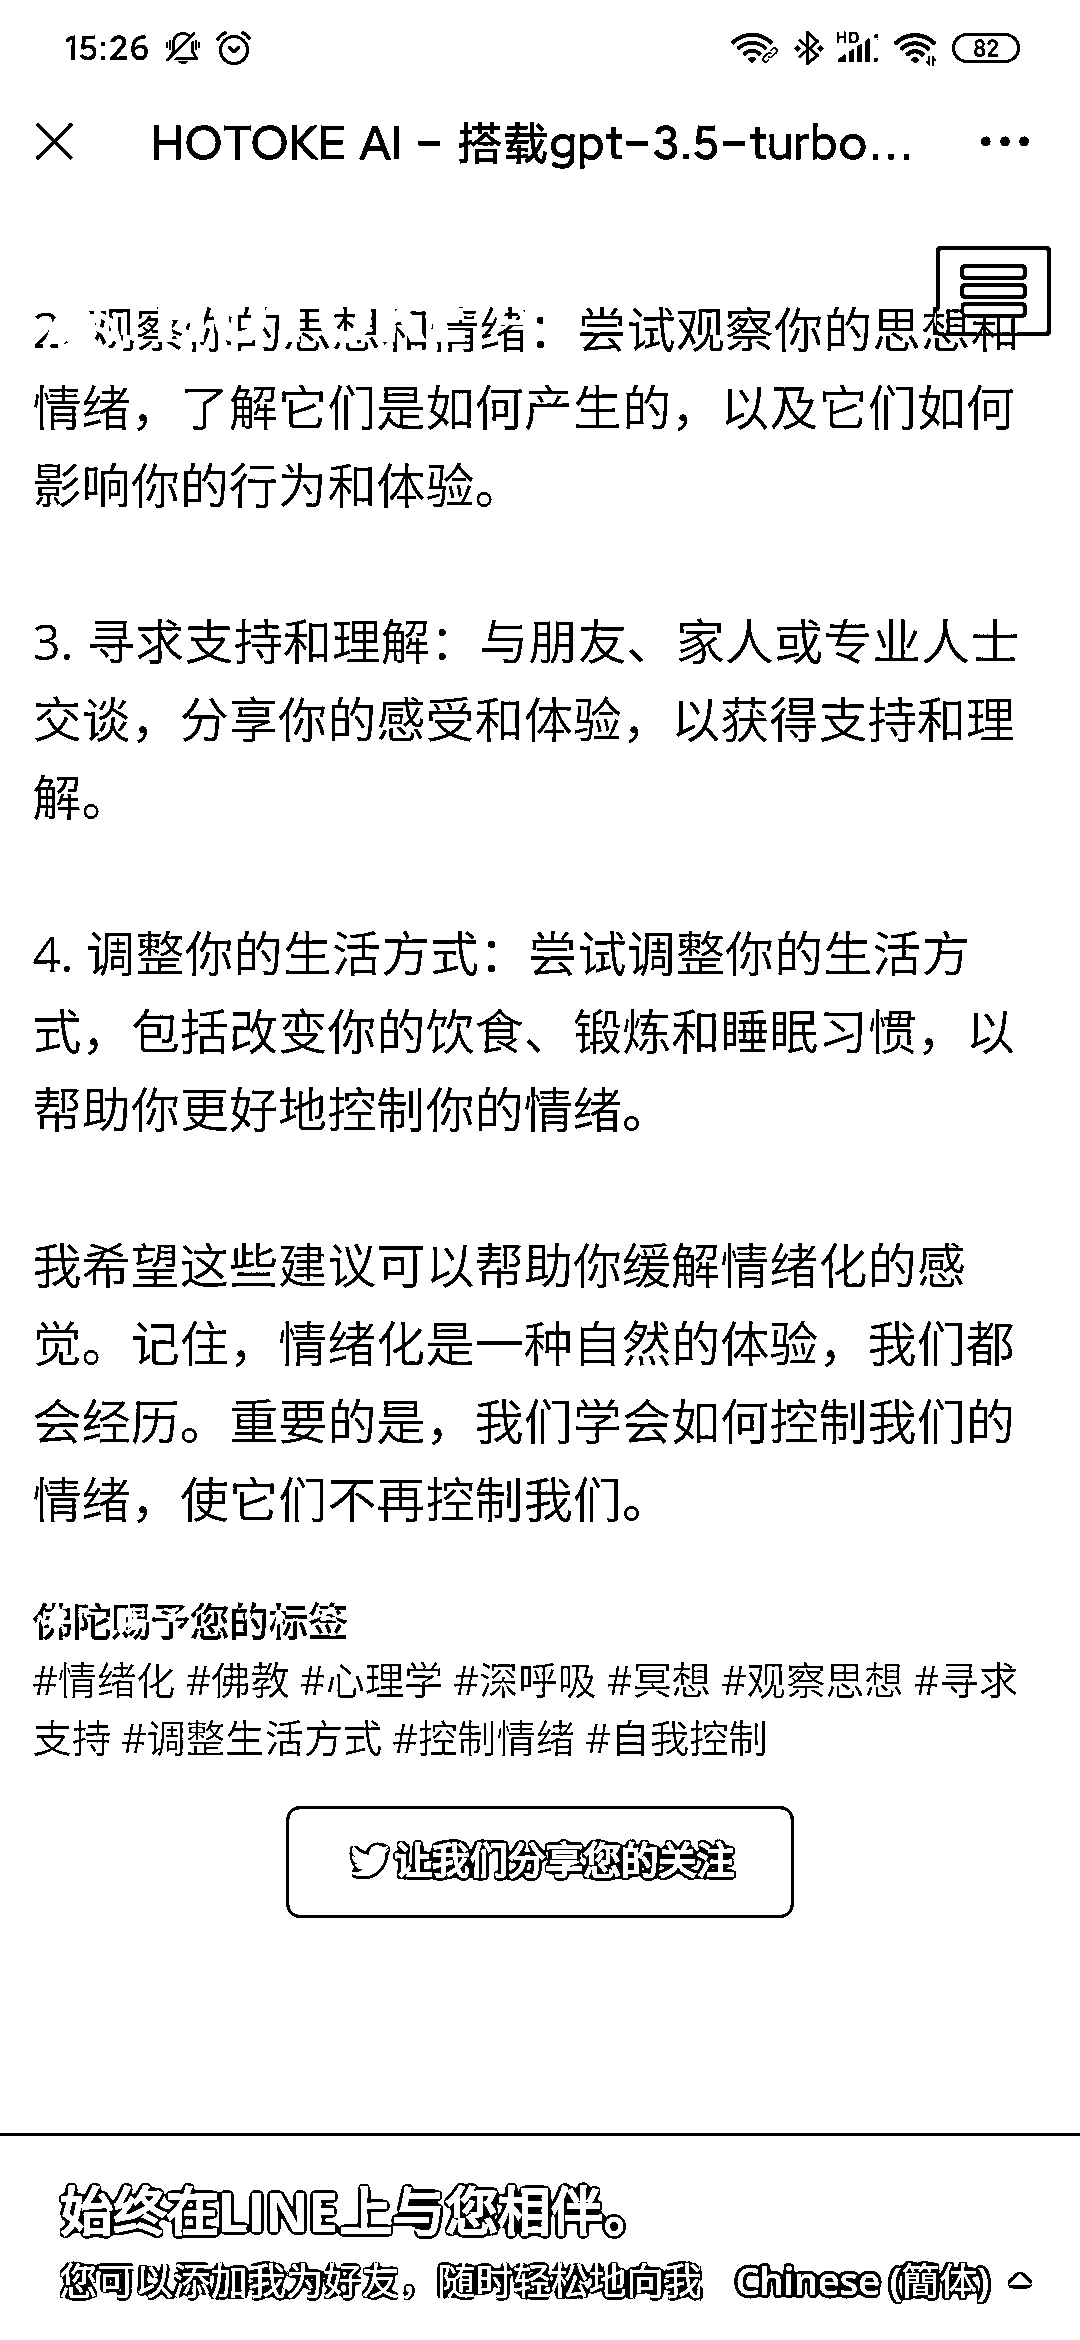 15:26 HD 82
HOTOKE AI - 搭载gpt-3.5-turbo...
2. 观察你的思想和情绪：尝试观察你的思想和
情绪，了解它们是如何产生的，以及它们如何
影响你的行为和体验。
3. 寻求支持和理解：与朋友、家人或专业人士
交谈，分享你的感受和体验，以获得支持和理
解。
4. 调整你的生活方式：尝试调整你的生活方
式，包括改变你的饮食、锻炼和睡眠习惯，以
帮助你更好地控制你的情绪。
我希望这些建议可以帮助你缓解情绪化的感
觉。记住，情绪化是一种自然的体验，我们都
会经历。重要的是，我们学会如何控制我们的
情绪，使它们不再控制我们。
佛陀赐予您的标签
#情绪化 #佛教 #心理学 #深呼吸 #冥想 #观察思想 #寻求
支持 #调整生活方式 #控制情绪 #自我控制
让我们分享您的关注
始终在LINE上与您相伴。
您可以添加我为好友，随时轻松地向我 Chinese (簡体)